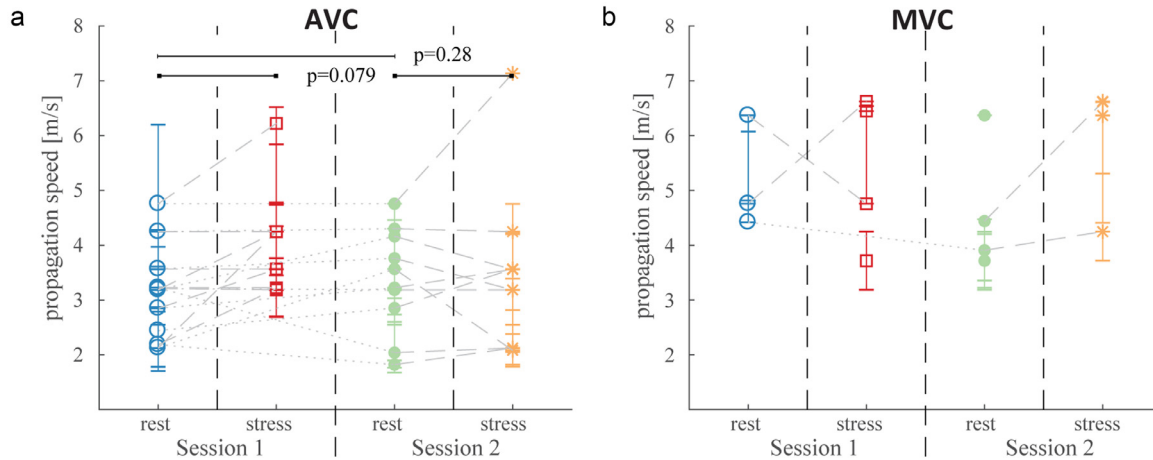 a
AVC
8
7
6
5
4
3
2
propagation speed [m/s]
p=0.28
p=0.079
rest
stress
rest
stress
Session 1
Session 2
b
MVC
8
7
6
5
4
3
2
propagation speed [m/s]
rest
stress
rest
stress
Session 1
Session 2